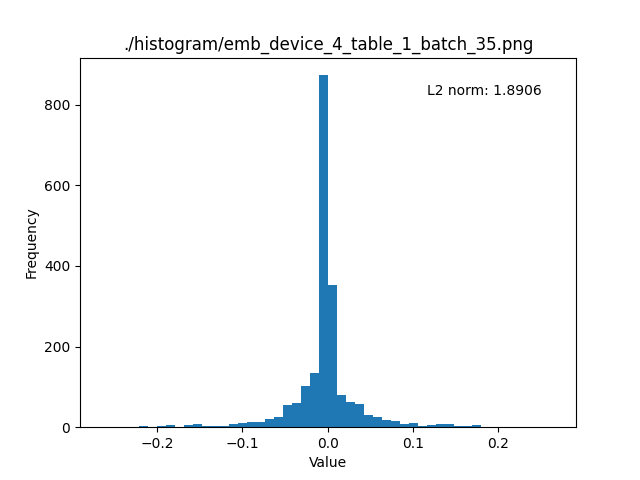 ./histogram/emb_device_4_table_1_batch_35.png
L2 norm: 1.8906
Frequency
800
600
400
200
0
−0.2
−0.1
0.0
0.1
0.2
Value